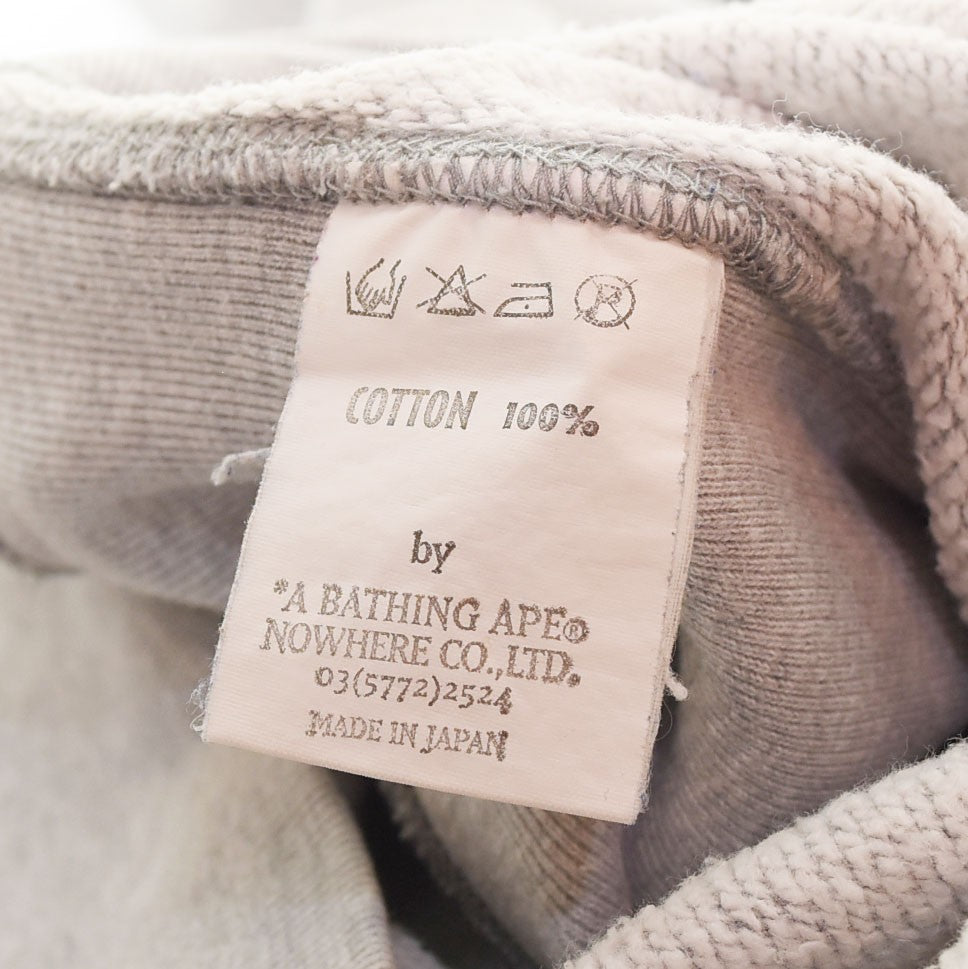 COTTON 100%
by
*A BATHING APE®
NOWHERE CO.,LTD.
03(5772)2524
MADE IN JAPAN